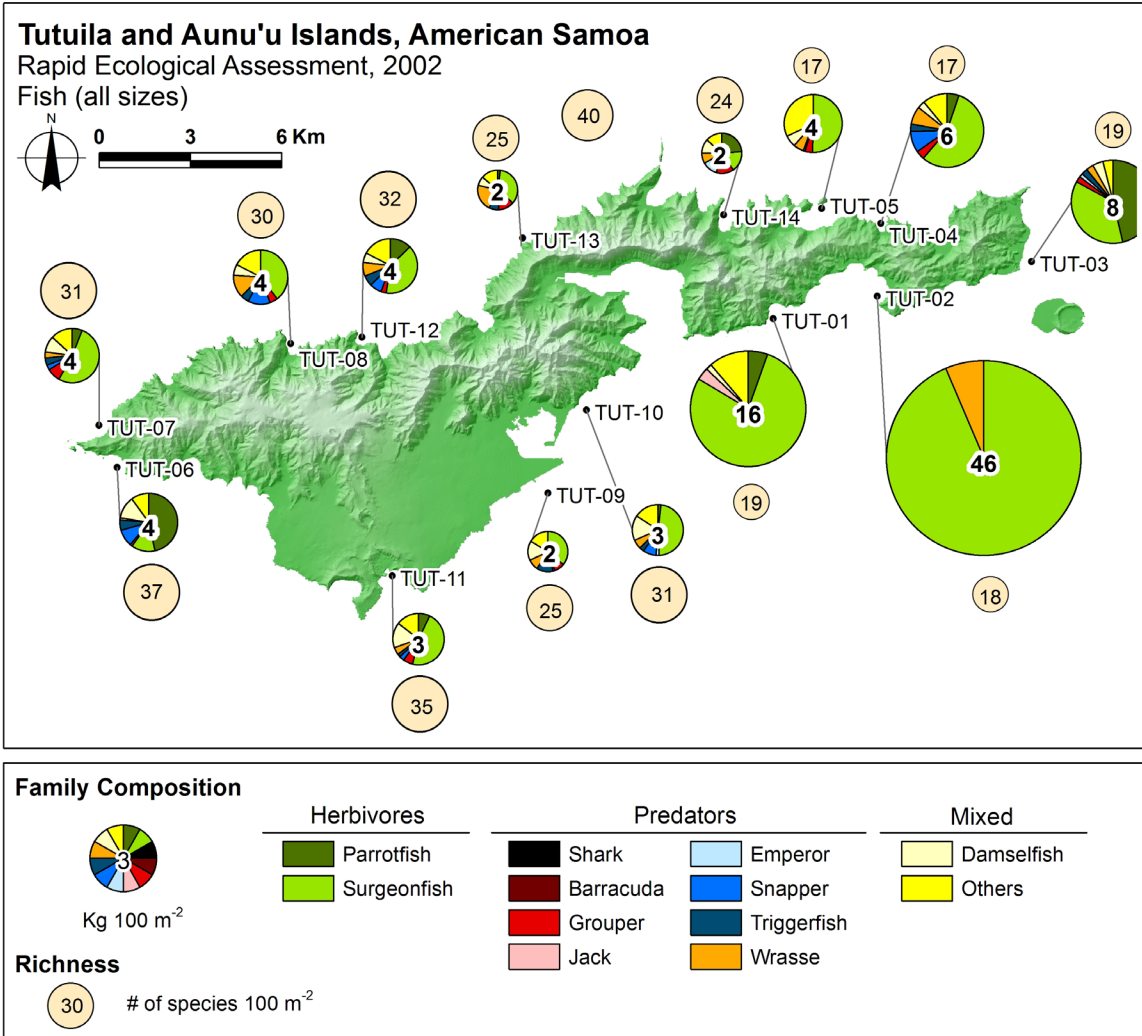 Tutuila and Aunu'u Islands, American Samoa
Rapid Ecological Assessment, 2002
Fish (all sizes)
N
0 3 6 Km
40
24
17
17
19
25
32
30
31
2
4
6
8
2
4
4
4
TUT-14
TUT-05
TUT-04
TUT-03
TUT-13
TUT-02
TUT-01
TUT-12
TUT-08
TUT-10
TUT-07
TUT-06
TUT-09
TUT-11
16
46
19
18
4
37
3
2
31
25
3
35
Family Composition
3
Kg 100 m-2
Richness
30
# of species 100 m-2
Herbivores
Parrotfish
Surgeonfish
Predators
Shark
Barracuda
Grouper
Jack
Emperor
Snapper
Triggerfish
Wrasse
Mixed
Damselfish
Others